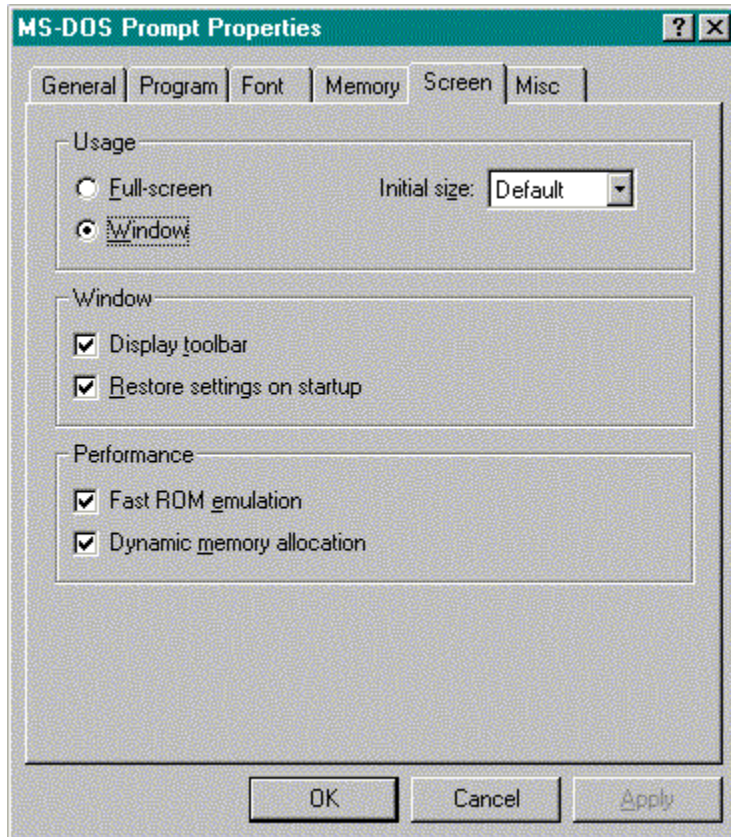 MS-DOS Prompt Properties
General Program Font Memory Screen Misc
Usage
Full-screen
Initial size: Default
Window
Window
Display toolbar
Restore settings on startup
Performance
Fast ROM emulation
Dynamic memory allocation
OK Cancel Apply